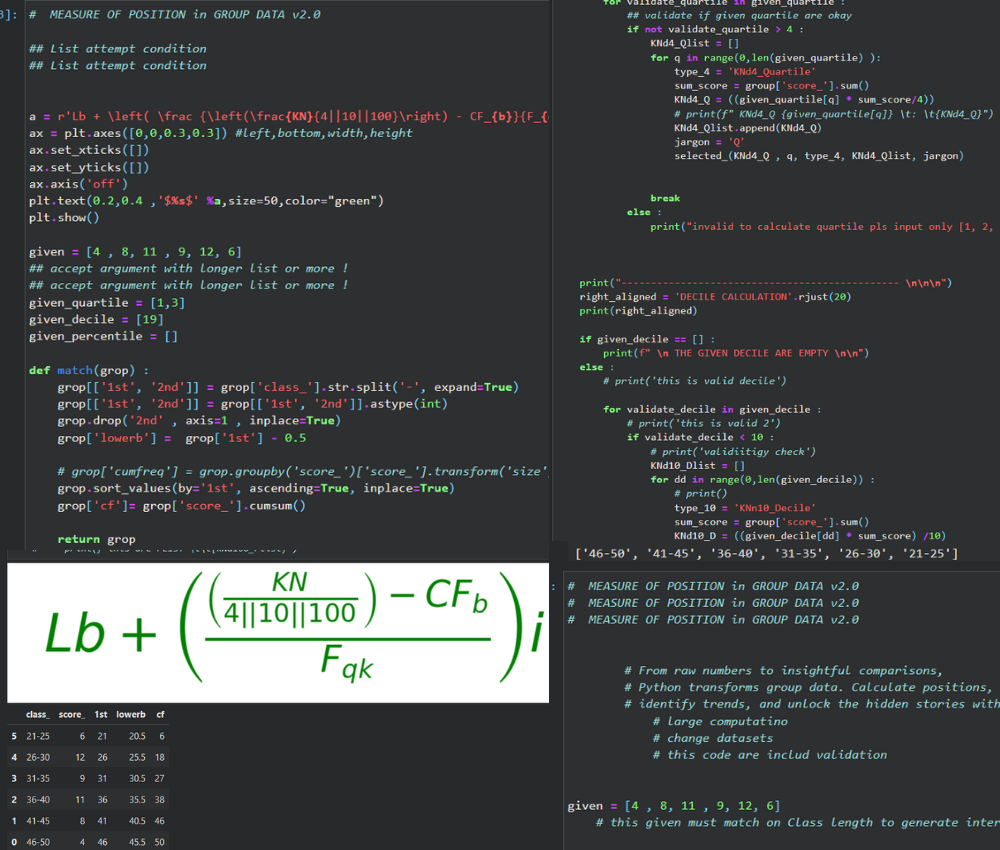 ]: #  MEASURE OF POSITION in GROUP DATA v2.0
## List attempt condition
## List attempt condition
a = r'Lb + \left( \frac {\left(\frac{KN}{4||10||100}\right) - CF_{b}}{F_{
ax = plt.axes([0,0,0.3,0.3]) #left,bottom,width,height
ax.set_xticks([])
ax.set_yticks([])
ax.axis('off')
plt.text(0.2,0.4 ,'$%s$' %a,size=50,color="green")
plt.show()
given = [4 , 8, 11 , 9, 12, 6]
## accept argument with longer list or more !
## accept argument with longer list or more !
given_quartile = [1,3]
given_decile = [19]
given_percentile = []
def match(grop) :
    grop[['1st', '2nd']] = grop['class_'].str.split('-', expand=True)
    grop[['1st', '2nd']] = grop[['1st', '2nd']].astype(int)
    grop.drop('2nd' , axis=1 , inplace=True)
    grop['lowerb'] =  grop['1st'] - 0.5
    # grop['cumfreq'] = grop.groupby('score_')['score_'].transform('size'
    grop.sort_values(by='1st', ascending=True, inplace=True)
    grop['cf']= grop['score_'].cumsum()
    return grop
Lb + (((KN/4||10||100) - CFb)/Fqk)i
class_ score_ 1st lowerb cf
5 21-25 6 21 20.5 6
4 26-30 12 26 25.5 18
3 31-35 9 31 30.5 27
2 36-40 11 36 35.5 38
1 41-45 8 41 40.5 46
0 46-50 4 46 45.5 50
for validate_quartile in given_quartile :
    ## validate if given quartile are okay
    if not validate_quartile > 4 :
        KNd4_Qlist = []
        for q in range(0,len(given_quartile) ):
            type_4 = 'KNd4_Quartile'
            sum_score = group['score_'].sum()
            KNd4_Q = ((given_quartile[q] * sum_score/4))
            # print(f" KNd4_Q {given_quartile[q]} \t: \t{KNd4_Q}")
            KNd4_Qlist.append(KNd4_Q)
            jargon = 'Q'
            selected_(KNd4_Q , q, type_4, KNd4_Qlist, jargon)
        break
    else :
        print("invalid to calculate quartile pls input only [1, 2,
print("------------------------------------------ \n\n\n")
right_aligned = 'DECILE CALCULATION'.rjust(20)
print(right_aligned)
if given_decile == [] :
    print(f" \n THE GIVEN DECILE ARE EMPTY \n\n")
else :
    # print('this is valid decile')
    for validate_decile in given_decile :
        # print('this is valid 2')
        if validate_decile < 10 :
            # print('validiitigy check')
            KNd10_Dlist = []
            for dd in range(0,len(given_decile)) :
                # print()
                type_10 = 'KNn10_Decile'
                sum_score = group['score_'].sum()
                KNd10_D = ((given_decile[dd] * sum_score) /10)
['46-50', '41-45', '36-40', '31-35', '26-30', '21-25']
: #  MEASURE OF POSITION in GROUP DATA v2.0
#  MEASURE OF POSITION in GROUP DATA v2.0
#  MEASURE OF POSITION in GROUP DATA v2.0
# From raw numbers to insightful comparisons,
# Python transforms group data. Calculate positions,
# identify trends, and unlock the hidden stories with
# large computatino
# change datasets
# this code are includ validation
given = [4 , 8, 11 , 9, 12, 6]
# this given must match on Class length to generate inter